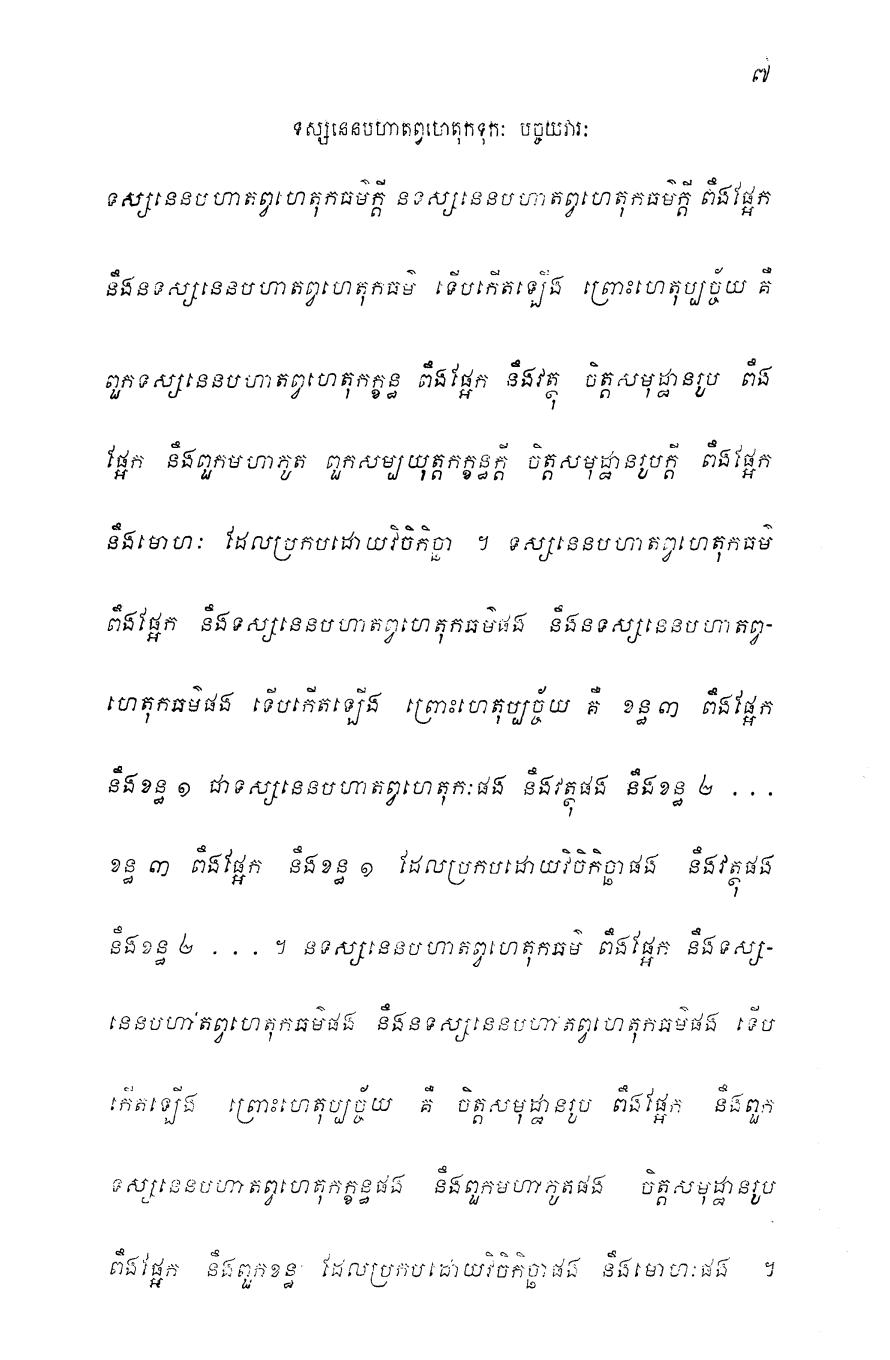 ៧
ទស្សនេនបហាតព្វហេតុកទុកៈ បច្ចយវារៈ
ទស្សនេនបហាតព្វហេតុកធម៌ក្តី នទស្សនេនបហាតព្វហេតុកធម៌ក្តី ពឹងផ្អែក
នឹងនទស្សនេនបហាតព្វហេតុកធម៌ ទើបកើតឡើង ព្រោះហេតុប្បច្ច័យ គឺ
ពួកទស្សនេនបហាតព្វហេតុកក្ខន្ធ ពឹងផ្អែក នឹងវត្ថុ ចិត្តសមុដ្ឋានរូប ពឹង
ផ្អែក នឹងពួកមហាភូត ពួកសម្បយុត្តកក្ខន្ធក្តី ចិត្តសមុដ្ឋានរូបក្តី ពឹងផ្អែក
នឹងមោហៈ ដែលប្រកបដោយវិចិកិច្ឆា ។ ទស្សនេនបហាតព្វហេតុកធម៌
ពឹងផ្អែក នឹងទស្សនេនបហាតព្វហេតុកធម៌ផង នឹងនទស្សនេនបហាតព្វ-
ហេតុកធម៌ផង ទើបកើតឡើង ព្រោះហេតុប្បច្ច័យ គឺ ខន្ធ ៣ ពឹងផ្អែក
នឹងខន្ធ ១ ជាទស្សនេនបហាតព្វហេតុកៈផង នឹងវត្ថុផង នឹងខន្ធ ២ . . .
ខន្ធ ៣ ពឹងផ្អែក នឹងខន្ធ ១ ដែលប្រកបដោយវិចិកិច្ឆាផង នឹងវត្ថុផង
នឹងខន្ធ ២ . . . ។ នទស្សនេនបហាតព្វហេតុកធម៌ ពឹងផ្អែក នឹងទស្ស-
នេនបហាតព្វហេតុកធម៌ផង នឹងនទស្សនេនបហាតព្វហេតុកធម៌ផង ទើប
កើតឡើង ព្រោះហេតុប្បច្ច័យ គឺ ចិត្តសមុដ្ឋានរូប ពឹងផ្អែក នឹងពួក
ទស្សនេនបហាតព្វហេតុកក្ខន្ធផង នឹងពួកមហាភូតផង ចិត្តសមុដ្ឋានរូប
ពឹងផ្អែក នឹងពួកខន្ធ ដែលប្រកបដោយវិចិកិច្ឆាផង នឹងមោហៈផង ។